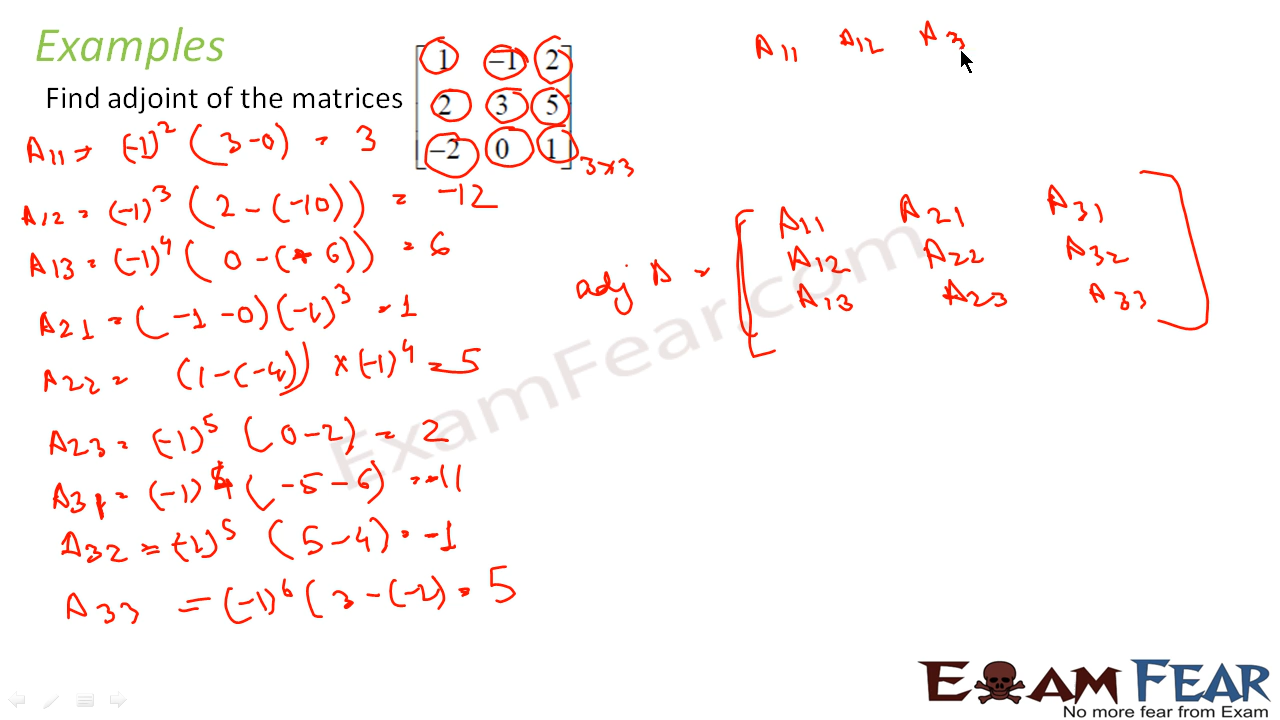 Examples
A11 A12 A3
Find adjoint of the matrices
1 -1 2
2 3 5
-2 0 1
3×3
A11 => (-1)^2 (3-0) = 3
A12 = (-1)^3 (2-(-10)) = -12
A13 = (-1)^4 (0-(-6)) = 6
A21 = (-1-0)(-1)^3 = 1
A22 = (1-(-4)) × (-1)^4 = 5
A23 = (-1)^5 (0-2) = 2
(-5-6) = -11
A32 = (-1)^5 (5-4) = -1
A33 = (-1)^6 (3-(-2) = 5
adj A =
A11 A21 A31
A12 A22 A32
A13 A23 A33
ExamFear.com
EXAM FEAR
No more fear from Exam